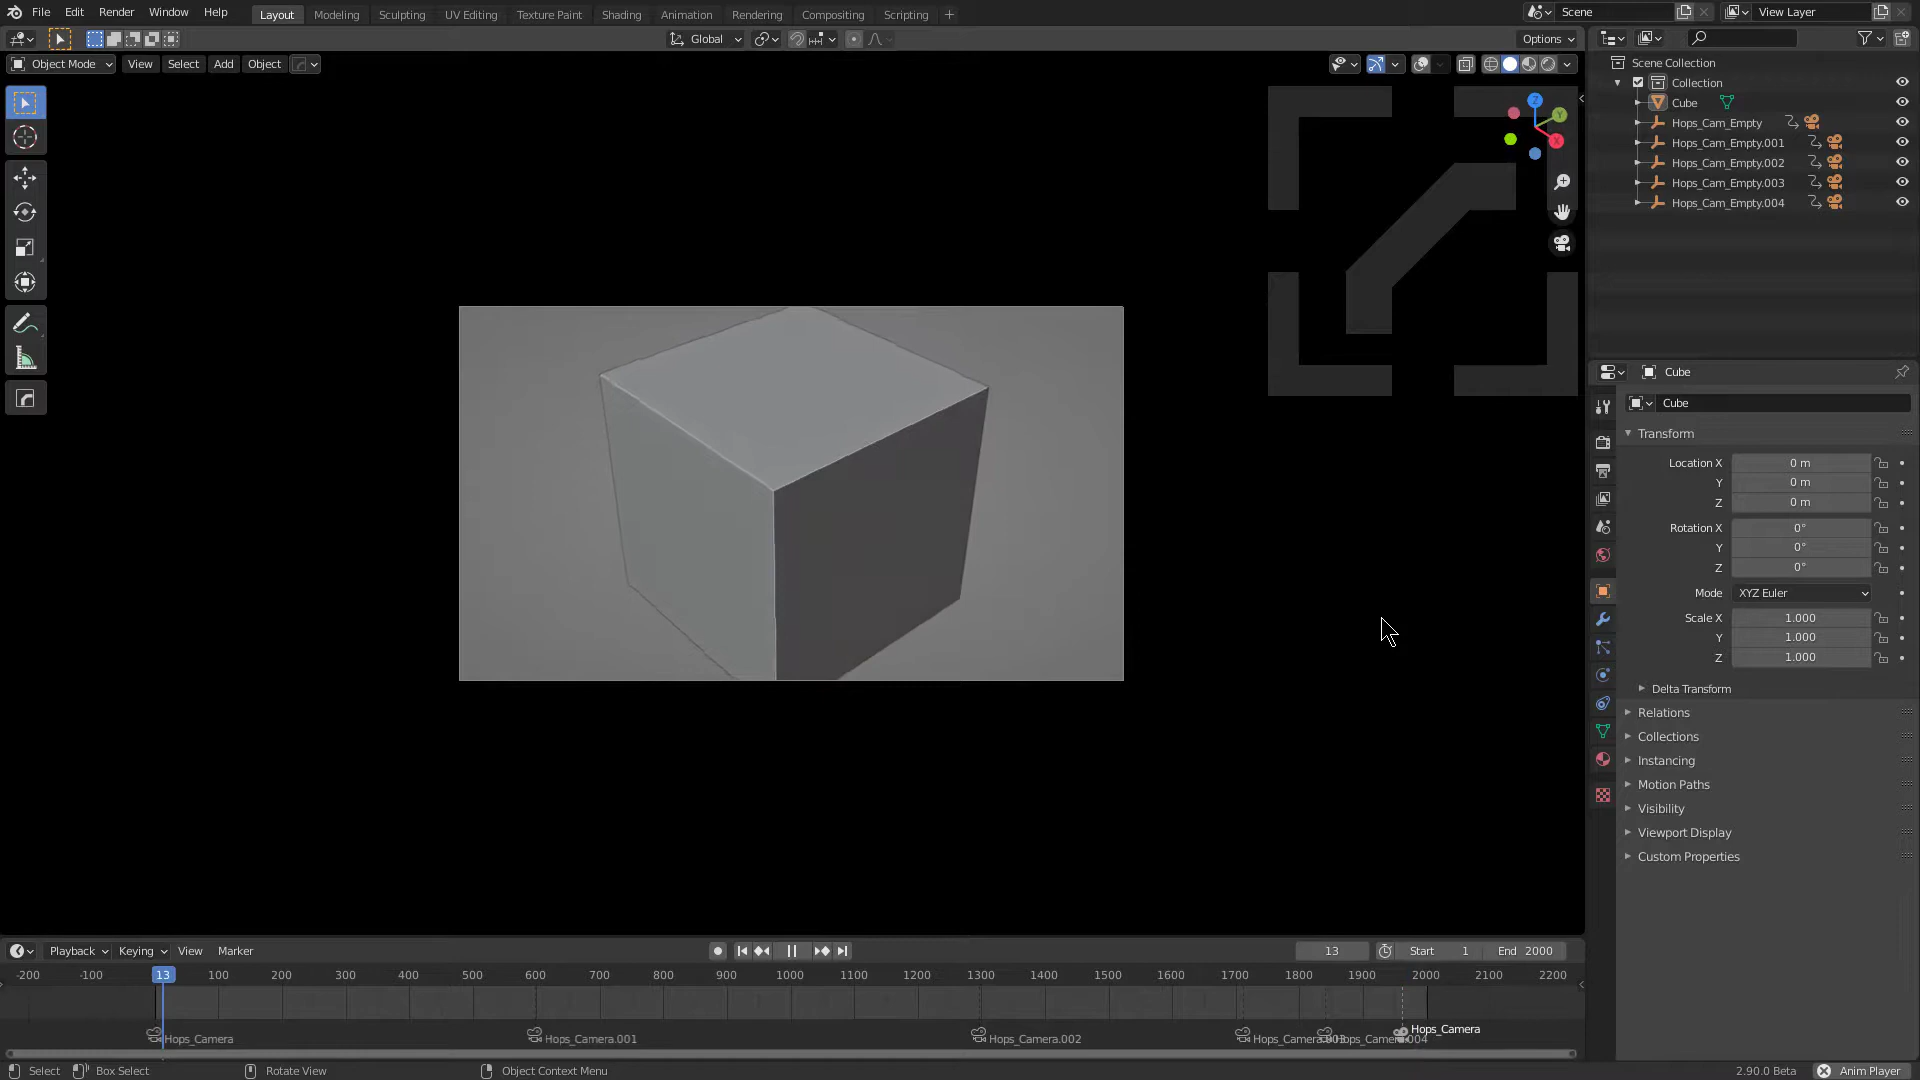 File Edit Render Window Help Layout Modeling Sculpting UV Editing Texture Paint Shading Animation Rendering Compositing Scripting + Scene View Layer
Global Options
Object Mode View Select Add Object
Z
Y
X
Scene Collection
Collection
Cube
Hops_Cam_Empty
Hops_Cam_Empty.001
Hops_Cam_Empty.002
Hops_Cam_Empty.003
Hops_Cam_Empty.004
Cube
Cube
Transform
Location X 0 m
Y 0 m
Z 0 m
Rotation X 0°
Y 0°
Z 0°
Mode XYZ Euler
Scale X 1.000
Y 1.000
Z 1.000
Delta Transform
Relations
Collections
Instancing
Motion Paths
Visibility
Viewport Display
Custom Properties
Playback Keying View Marker 13 Start 1 End 2000
-200 -100 13 100 200 300 400 500 600 700 800 900 1000 1100 1200 1300 1400 1500 1600 1700 1800 1900 2000 2100 2200
Hops_Camera Hops_Camera.001 Hops_Camera.002 Hops_Camera Hops_Camera
Select Box Select Rotate View Object Context Menu 2.90.0 Beta Anim Player